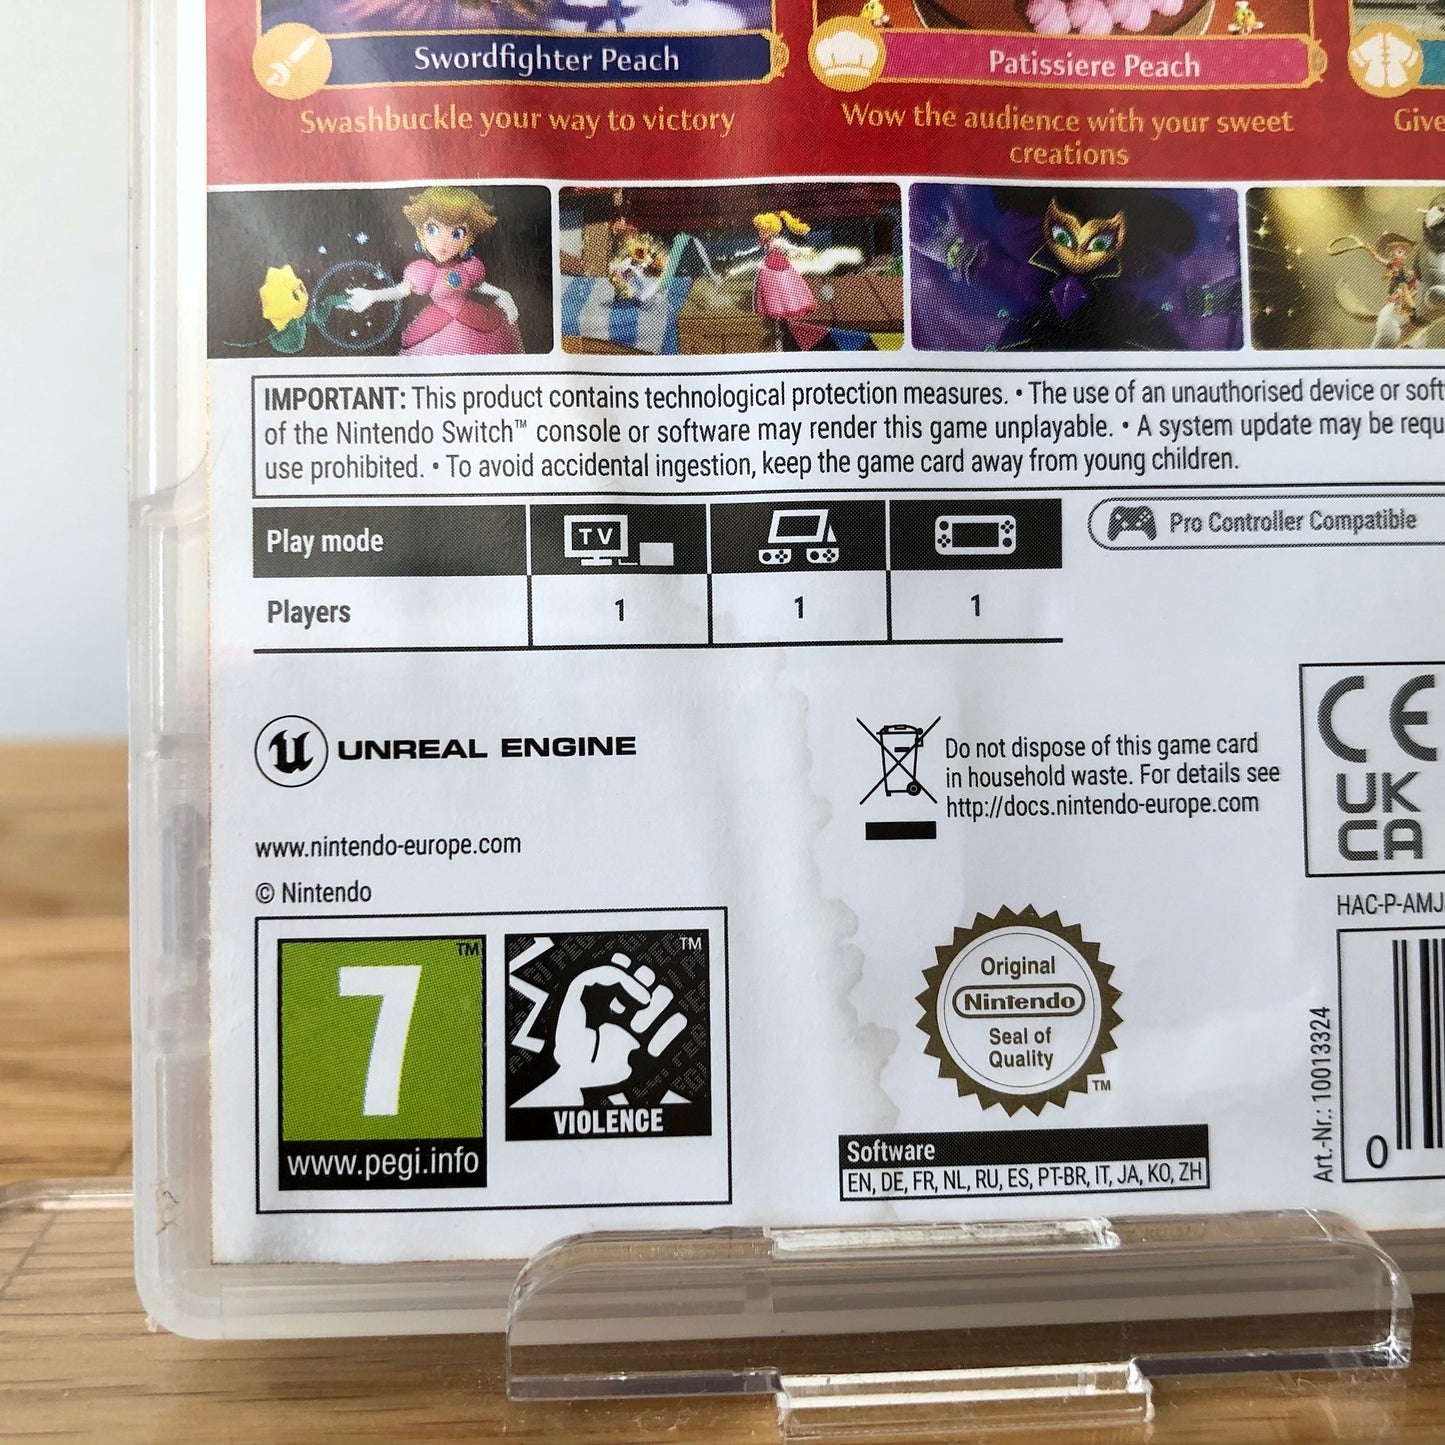 Swordfighter Peach
Patissiere Peach
Swashbuckle your way to victory
Wow the audience with your sweet
creations
Give
IMPORTANT: This product contains technological protection measures. • The use of an unauthorised device or soft
of the Nintendo Switch™ console or software may render this game unplayable. • A system update may be requ
use prohibited. • To avoid accidental ingestion, keep the game card away from young children.
Play mode
TV
Pro Controller Compatible
Players
1
1
1
UNREAL ENGINE
Do not dispose of this game card
in household waste. For details see
http://docs.nintendo-europe.com
CE
UK
CA
www.nintendo-europe.com
© Nintendo
HAC-P-AMJ
7
TM
www.pegi.info
TM
VIOLENCE
Original
Nintendo
Seal of
Quality
TM
Software
EN, DE, FR, NL, RU, ES, PT-BR, IT, JA, KO, ZH
Art.-Nr.: 10013324
0